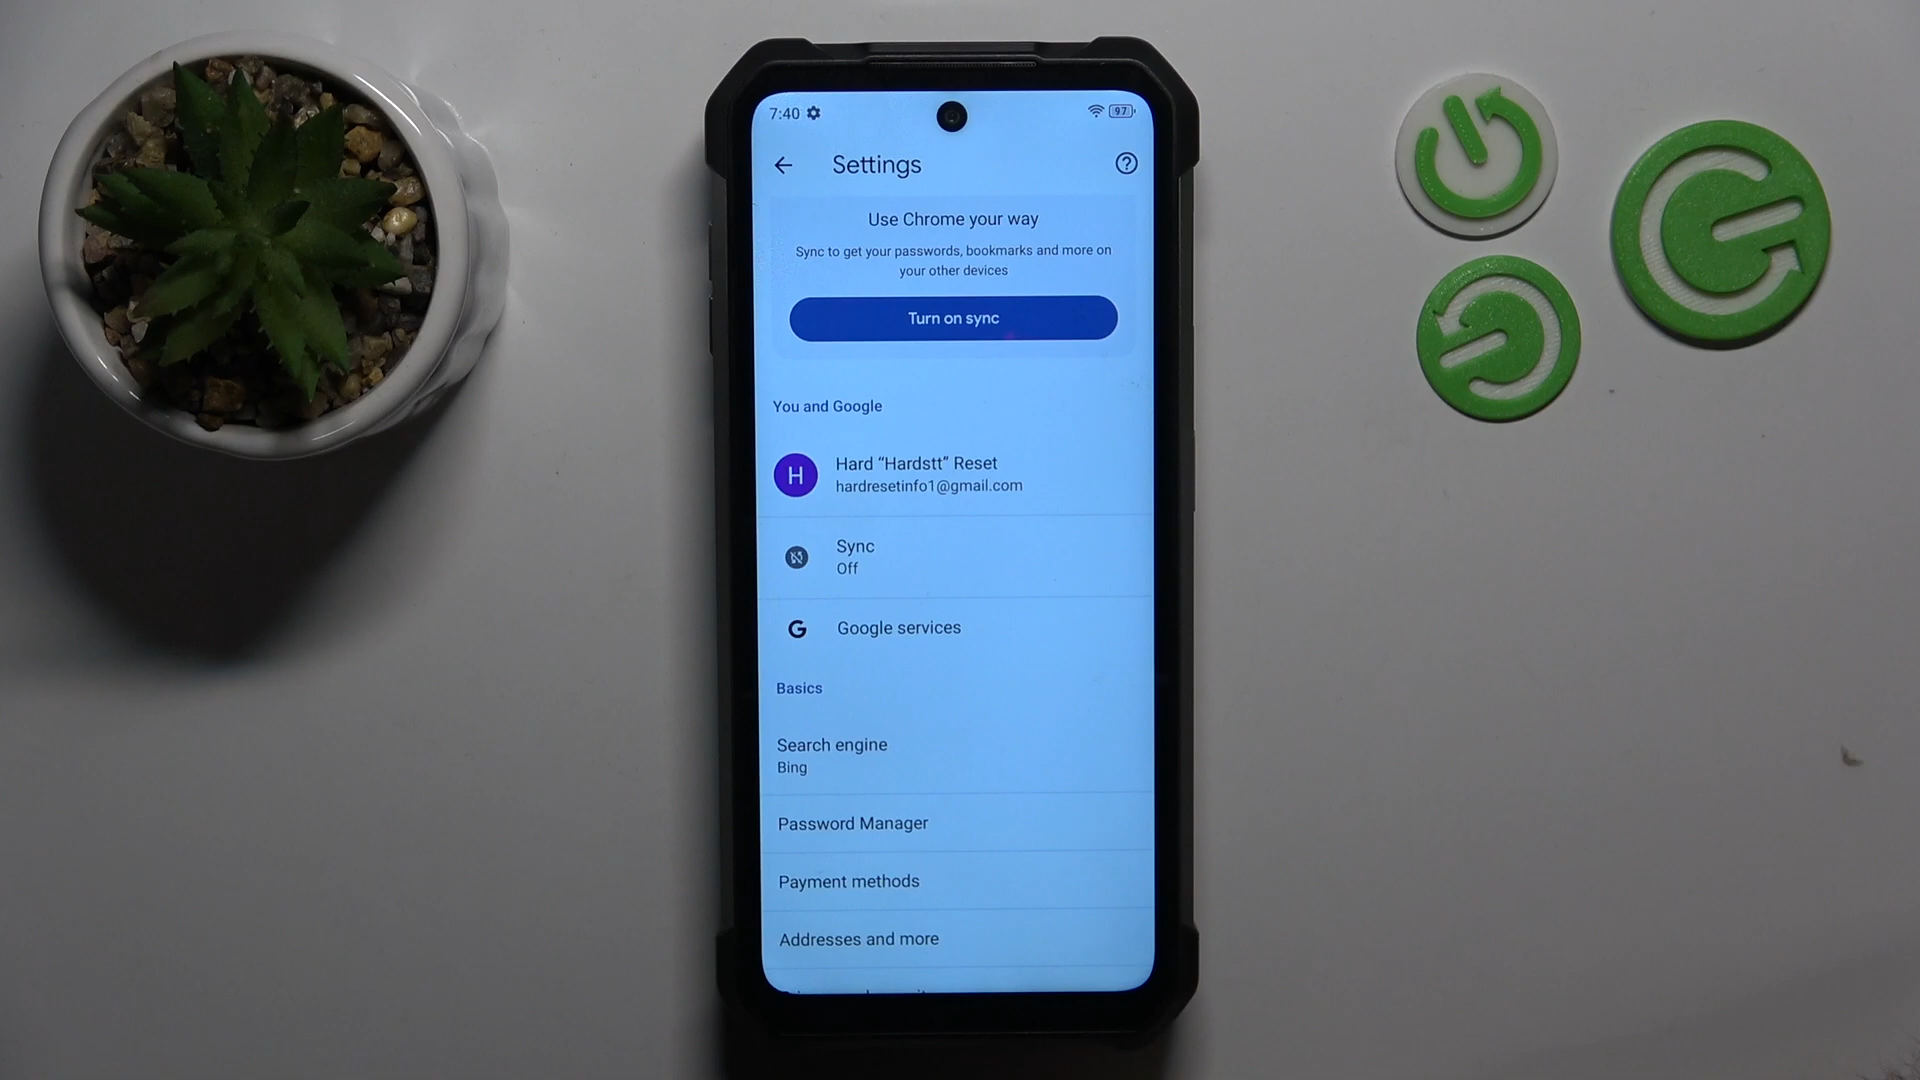 7:40
97
Settings
Use Chrome your way
Sync to get your passwords, bookmarks and more on
your other devices
Turn on sync
You and Google
H
Hard “Hardstt” Reset
hardresetinfo1@gmail.com
Sync
Off
G
Google services
Basics
Search engine
Bing
Password Manager
Payment methods
Addresses and more